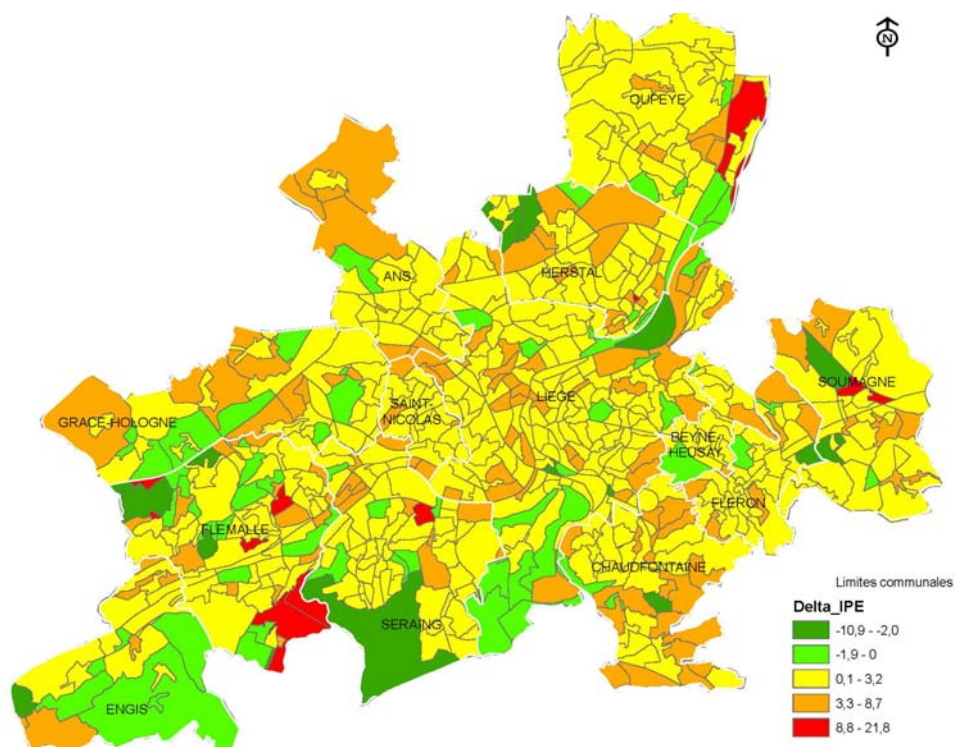 N
OUPEYE
ANS
HERSTAL
SOUMAGNE
GRACE-HOLOGNE
SAINT-
NICOLAS
LIEGE
BEYNE-
HEUSAY
FLEMALLE
FLERON
CHAUDFONTAINE
SERAING
ENGIS
Limites communales
Delta_IPE
-10,9 - -2,0
-1,9 - 0
0,1 - 3,2
3,3 - 8,7
8,8 - 21,8